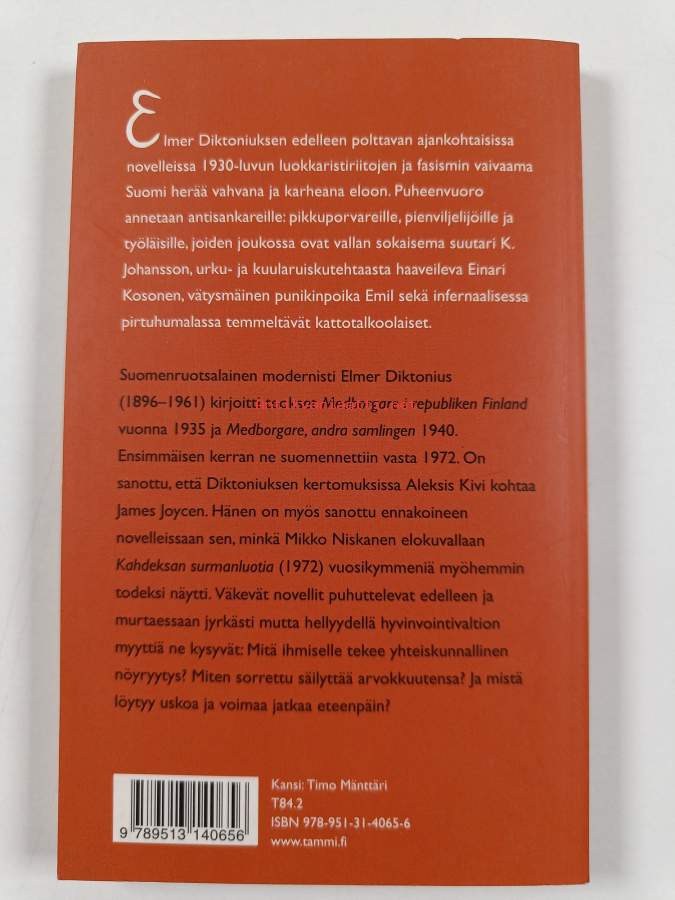 Elmer Diktoniuksen edelleen polttavan ajankohtaisissa
novelleissa 1930-luvun luokkaristiriitojen ja fasismin vaivaama
Suomi herää vahvana ja karheana eloon. Puheenvuoro
annetaan antisankareille: pikkuporvareille, pienviljelijöille ja
työläisille, joiden joukossa ovat vallan sokaisema suutari K.
Johansson, urku- ja kuularuiskutehtaasta haaveileva Einari
Kosonen, vätysmäinen punikinpoika Emil sekä infernaalisessa
pirtuhumalassa temmeltävät kattotalkoolaiset.
Suomenruotsalainen modernisti Elmer Diktonius
(1896–1961) kirjoitti teokset Medborgare i republiken Finland
vuonna 1935 ja Medborgare, andra samlingen 1940.
Ensimmäisen kerran ne suomennettiin vasta 1972. On
sanottu, että Diktoniuksen kertomuksissa Aleksis Kivi kohtaa
James Joycen. Hänen on myös sanottu ennakoineen
novelleissaan sen, minkä Mikko Niskanen elokuvallaan
Kahdeksan surmanluotia (1972) vuosikymmeniä myöhemmin
todeksi näytti. Väkevät novellit puhuttelevat edelleen ja
murtaessaan jyrkästi mutta hellyydellä hyvinvointivaltion
myyttiä ne kysyvät: Mitä ihmiselle tekee yhteiskunnallinen
nöyryytys? Miten sorrettu säilyttää arvokkuutensa? Ja mistä
löytyy uskoa ja voimaa jatkaa eteenpäin?
Kansi: Timo Mänttäri
T84.2
ISBN 978-951-31-4065-6
www.tammi.fi
9 789513 140656